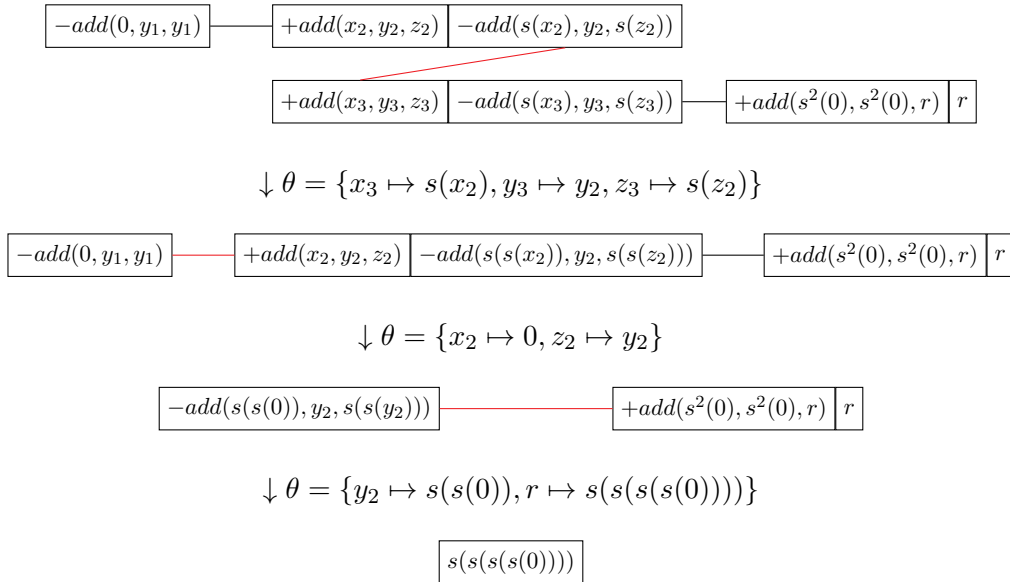 −add(0, y₁, y₁) +add(x₂, y₂, z₂) −add(s(x₂), y₂, s(z₂))
+add(x₃, y₃, z₃) −add(s(x₃), y₃, s(z₃)) +add(s²(0), s²(0), r) r
↓ θ = {x₃ ↦ s(x₂), y₃ ↦ y₂, z₃ ↦ s(z₂)}
−add(0, y₁, y₁) +add(x₂, y₂, z₂) −add(s(s(x₂)), y₂, s(s(z₂))) +add(s²(0), s²(0), r) r
↓ θ = {x₂ ↦ 0, z₂ ↦ y₂}
−add(s(s(0)), y₂, s(s(y₂))) +add(s²(0), s²(0), r) r
↓ θ = {y₂ ↦ s(s(0)), r ↦ s(s(s(s(0))))}
s(s(s(s(0))))